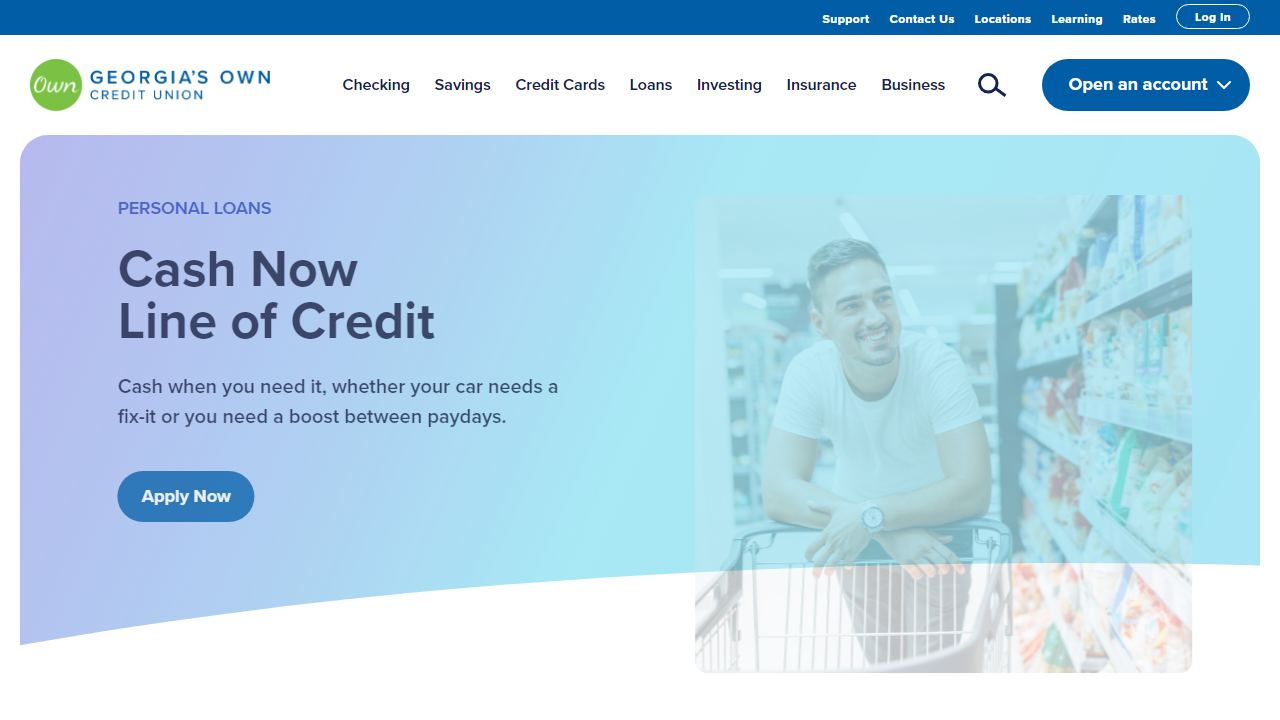 Support Contact Us Locations Learning Rates Log In
Own GEORGIA'S OWN
CREDIT UNION
Checking Savings Credit Cards Loans Investing Insurance Business Open an account
PERSONAL LOANS
Cash Now
Line of Credit
Cash when you need it, whether your car needs a
fix-it or you need a boost between paydays.
Apply Now